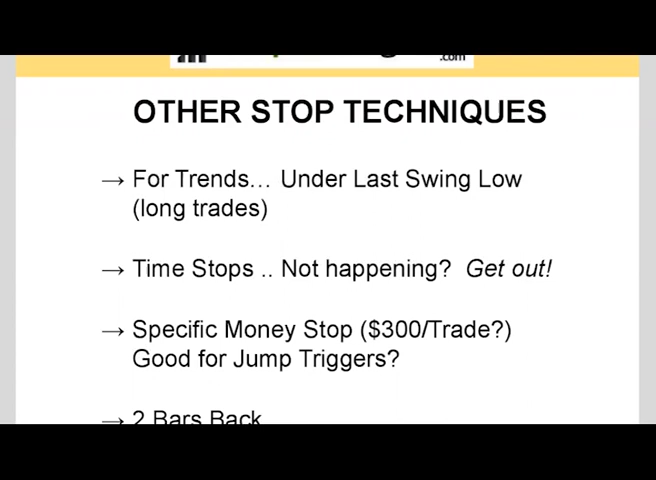 .com
OTHER STOP TECHNIQUES
→ For Trends… Under Last Swing Low
(long trades)
→ Time Stops .. Not happening? Get out!
→ Specific Money Stop ($300/Trade?)
Good for Jump Triggers?
→ 2 Bars Back